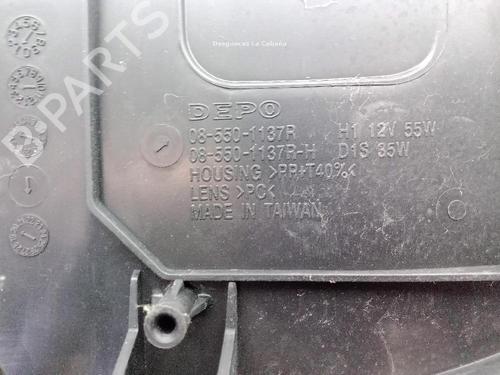 Desguaces La Cabaña
B-PARTS
DEPO
08-550-1137R H1 12V 55W
08-550-1137R-H D1S 35W
HOUSING >PP+T40%<
LENS >PC<
MADE IN TAIWAN